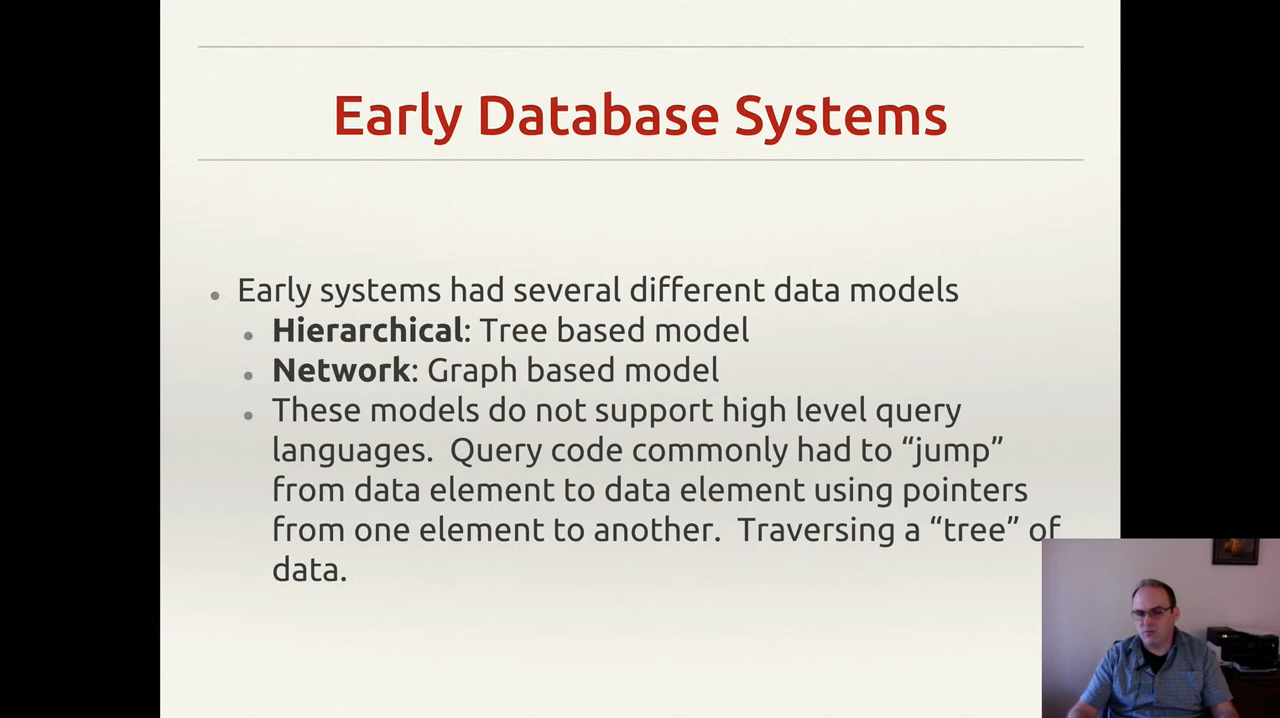 Early Database Systems
Early systems had several different data models
Hierarchical: Tree based model
Network: Graph based model
These models do not support high level query
languages.  Query code commonly had to “jump”
from data element to data element using pointers
from one element to another.  Traversing a “tree” of
data.